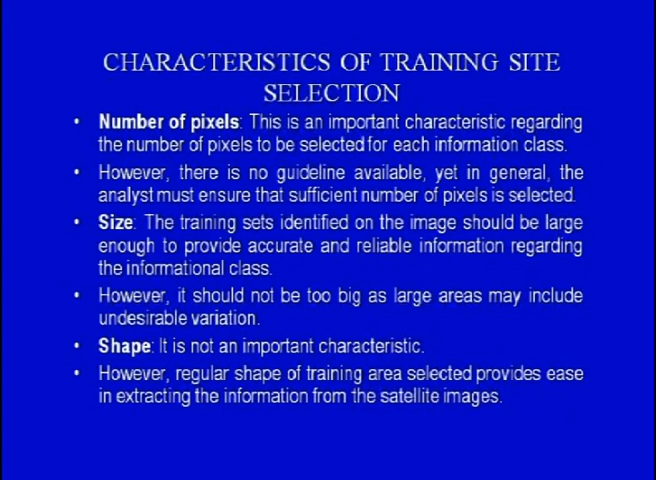 CHARACTERISTICS OF TRAINING SITE
SELECTION
• Number of pixels: This is an important characteristic regarding
the number of pixels to be selected for each information class.
• However, there is no guideline available, yet in general, the
analyst must ensure that sufficient number of pixels is selected.
• Size: The training sets identified on the image should be large
enough to provide accurate and reliable information regarding
the informational class.
• However, it should not be too big as large areas may include
undesirable variation.
• Shape: It is not an important characteristic.
• However, regular shape of training area selected provides ease
in extracting the information from the satellite images.